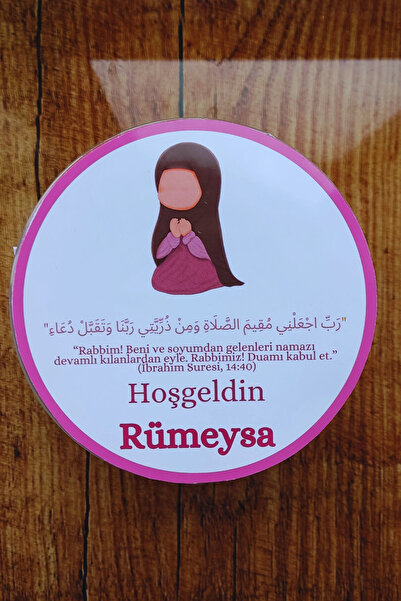 "رَبِّ اجْعَلْنِي مُقِيمَ الصَّلَاةِ وَمِنْ ذُرِّيَّتِي رَبَّنَا وَتَقَبَّلْ دُعَاءِ"
“Rabbim! Beni ve soyumdan gelenleri namazı
devamlı kılanlardan eyle. Rabbimiz! Duamı kabul et.”
(İbrahim Suresi, 14:40)
Hoşgeldin
Rümeysa